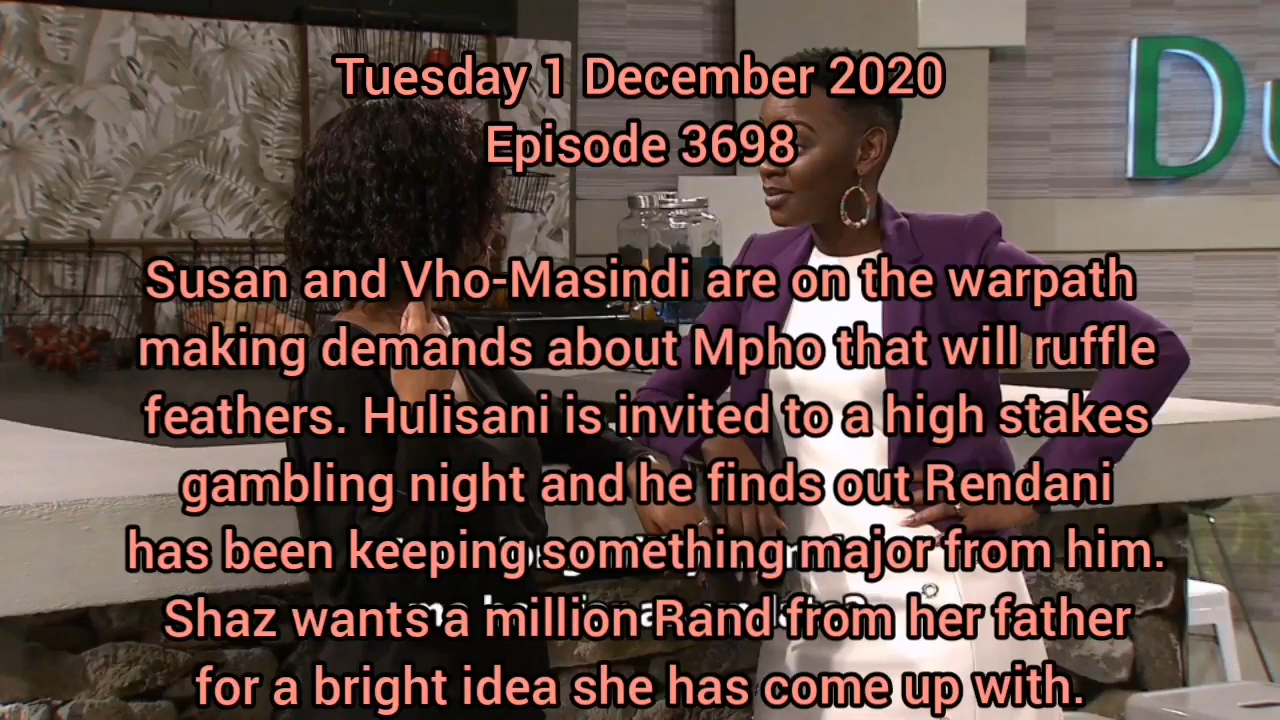 Tuesday 1 December 2020
Episode 3698
Du
Susan and Vho-Masindi are on the warpath
making demands about Mpho that will ruffle
feathers. Hulisani is invited to a high stakes
gambling night and he finds out Rendani
has been keeping something major from him.
Shaz wants a million Rand from her father
for a bright idea she has come up with.